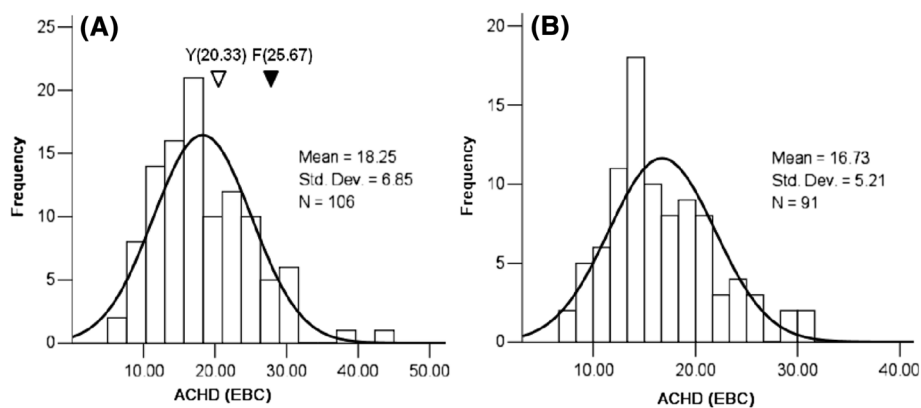 (A)
Y(20.33) F(25.67)
Frequency
25
20
15
10
5
0
Mean = 18.25
Std. Dev. = 6.85
N = 106
10.00 20.00 30.00 40.00 50.00
ACHD (EBC)
(B)
Frequency
20
15
10
5
0
Mean = 16.73
Std. Dev. = 5.21
N = 91
10.00 20.00 30.00 40.00
ACHD (EBC)